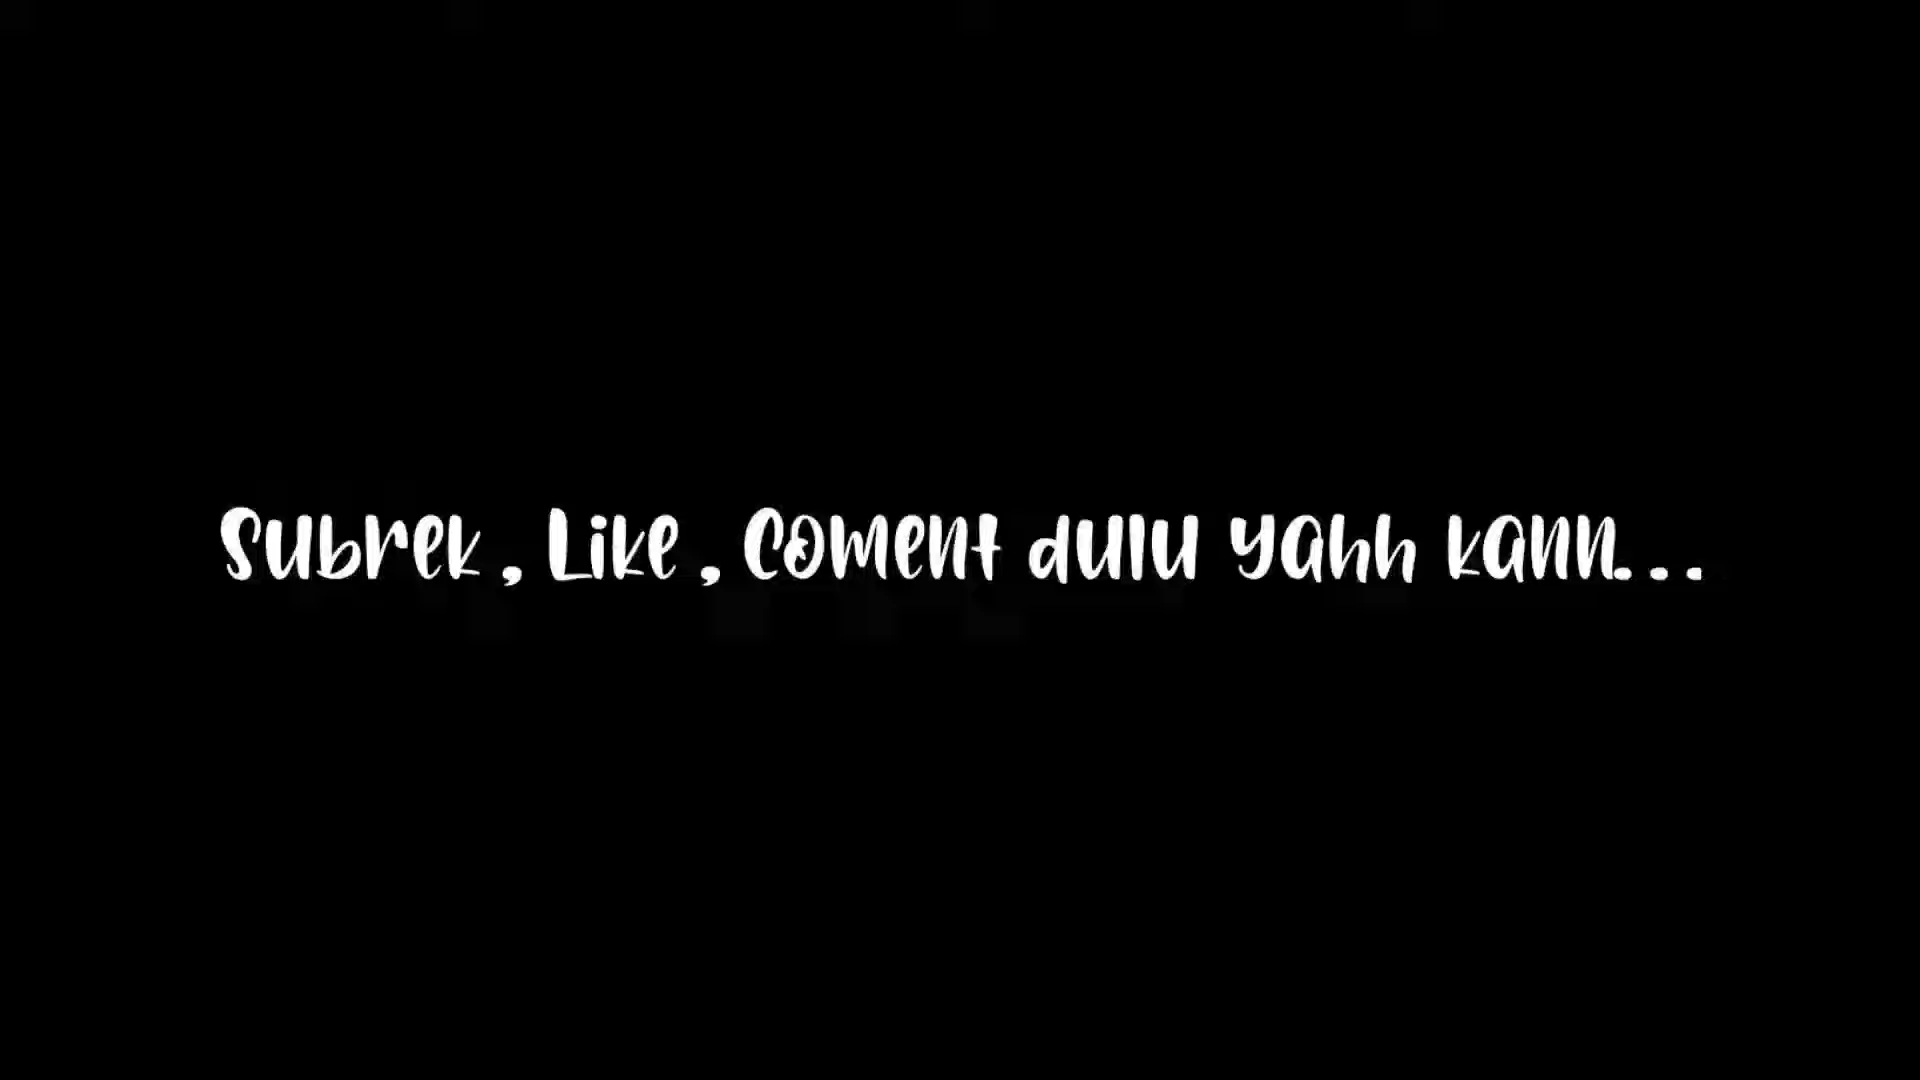 Subrek , Like , Coment dulu yahh kann...